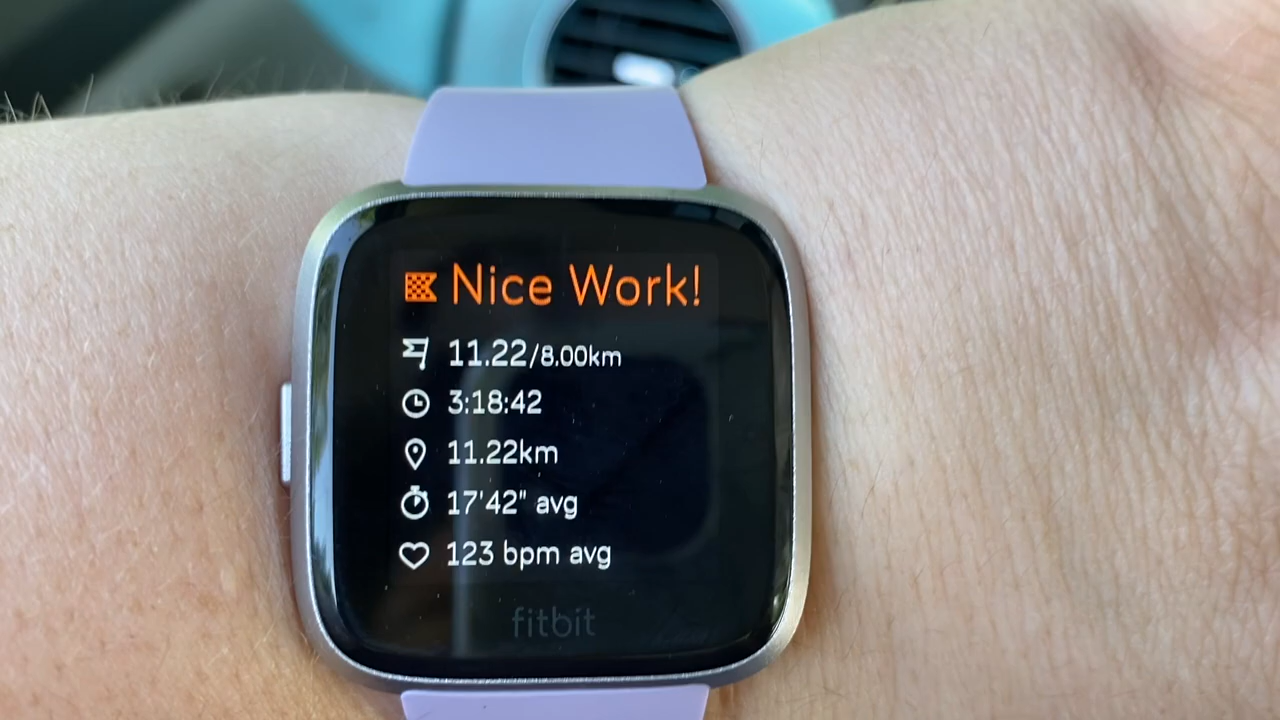 Nice Work!
11.22/8.00km
3:18:42
11.22km
17'42" avg
123 bpm avg
fitbit